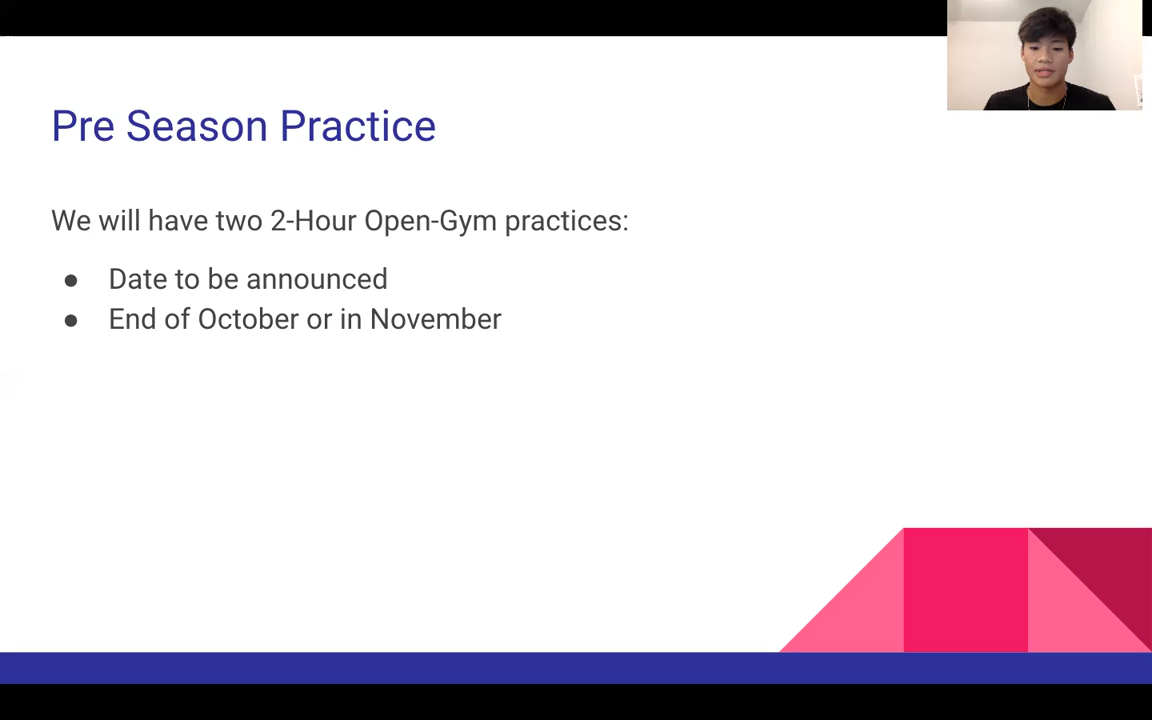 Pre Season Practice
We will have two 2-Hour Open-Gym practices:
● Date to be announced
● End of October or in November